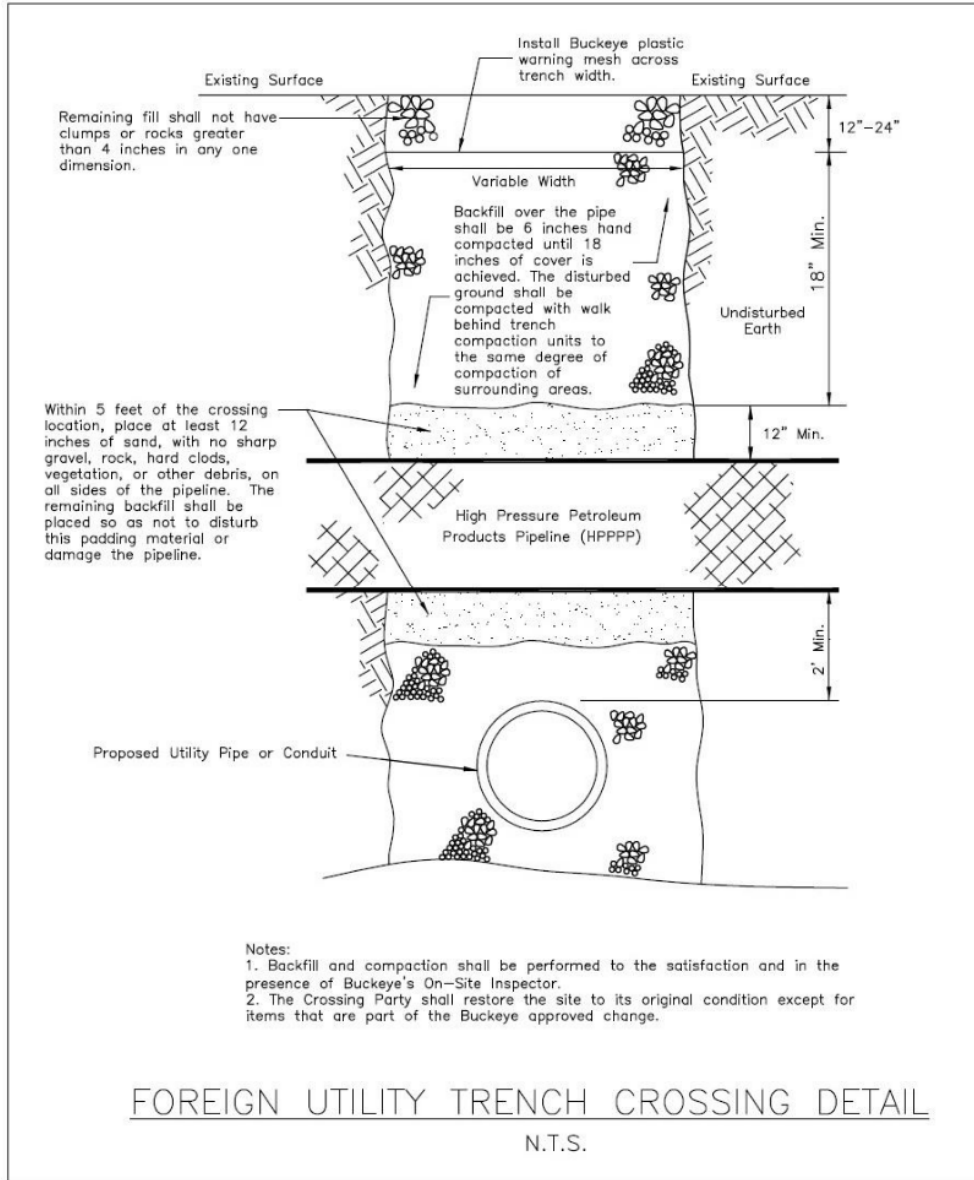 Install Buckeye plastic
warning mesh across
trench width.
Existing Surface
Existing Surface
Remaining fill shall not have
clumps or rocks greater
than 4 inches in any one
dimension.
12"-24"
Variable Width
Backfill over the pipe
shall be 6 inches hand
compacted until 18
inches of cover is
achieved. The disturbed
ground shall be
compacted with walk
behind trench
compaction units to
the same degree of
compaction of
surrounding areas.
18" Min.
Undisturbed
Earth
Within 5 feet of the crossing
location, place at least 12
inches of sand, with no sharp
gravel, rock, hard clods,
vegetation, or other debris, on
all sides of the pipeline. The
remaining backfill shall be
placed so as not to disturb
this padding material or
damage the pipeline.
12" Min.
High Pressure Petroleum
Products Pipeline (HPPPP)
2' Min.
Proposed Utility Pipe or Conduit
Notes:
1. Backfill and compaction shall be performed to the satisfaction and in the
presence of Buckeye's On-Site Inspector.
2. The Crossing Party shall restore the site to its original condition except for
items that are part of the Buckeye approved change.
FOREIGN UTILITY TRENCH CROSSING DETAIL
N.T.S.